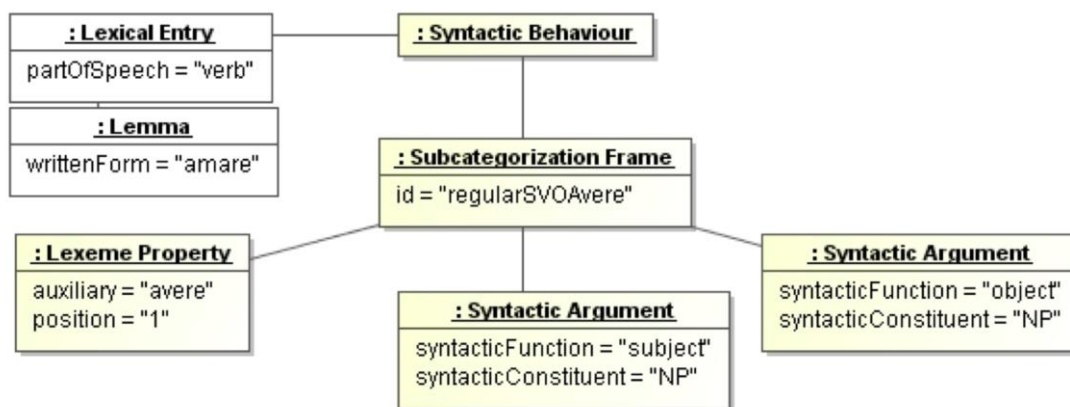 : Lexical Entry
partOfSpeech = "verb"
: Lemma
writtenForm = "amare"
: Syntactic Behaviour
: Subcategorization Frame
id = "regularSVOAvere"
: Lexeme Property
auxiliary = "avere"
position = "1"
: Syntactic Argument
syntacticFunction = "subject"
syntacticConstituent = "NP"
: Syntactic Argument
syntacticFunction = "object"
syntacticConstituent = "NP"